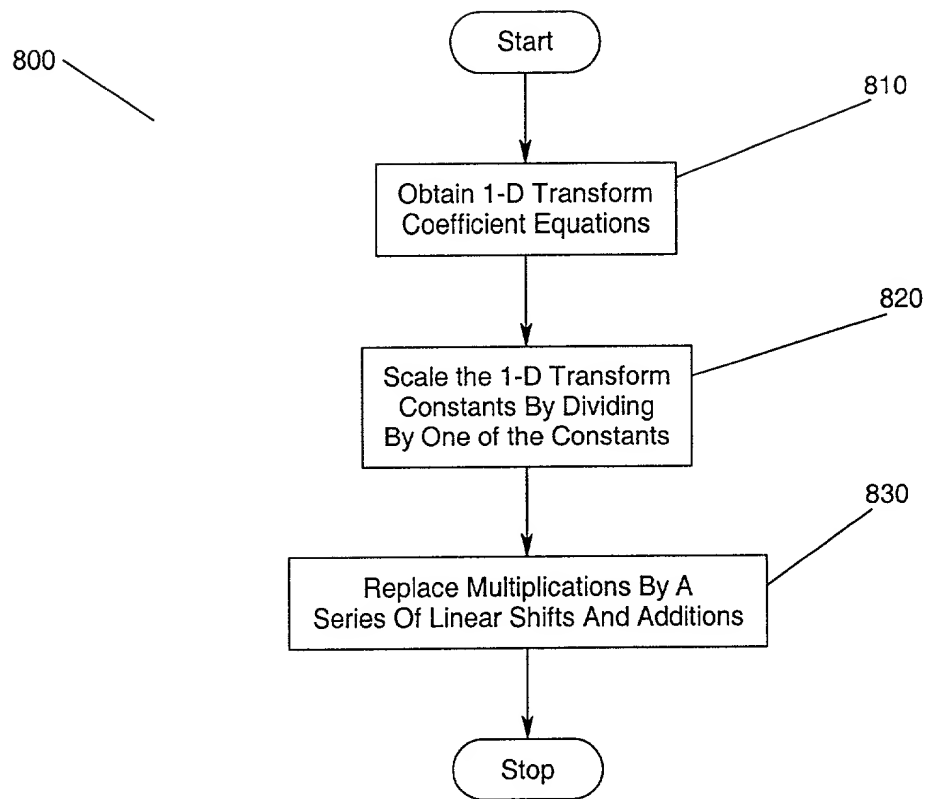 Start
800
810
Obtain 1-D Transform
Coefficient Equations
820
Scale the 1-D Transform
Constants By Dividing
By One of the Constants
830
Replace Multiplications By A
Series Of Linear Shifts And Additions
Stop